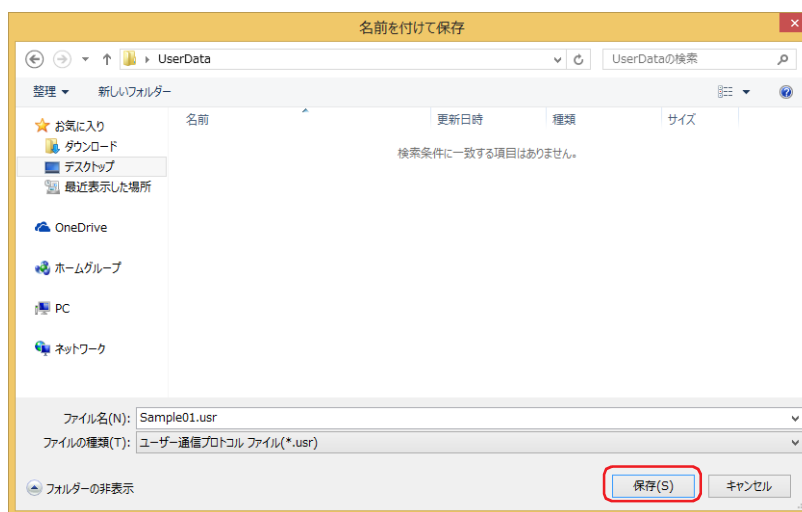 名前を付けて保存
UserData
UserDataの検索
整理 新しいフォルダー
名前 更新日時 種類 サイズ
検索条件に一致する項目はありません。
お気に入り
ダウンロード
デスクトップ
最近表示した場所
OneDrive
ホームグループ
PC
ネットワーク
ファイル名(N): Sample01.usr
ファイルの種類(T): ユーザー通信プロトコル ファイル(*.usr)
フォルダーの非表示 保存(S) キャンセル